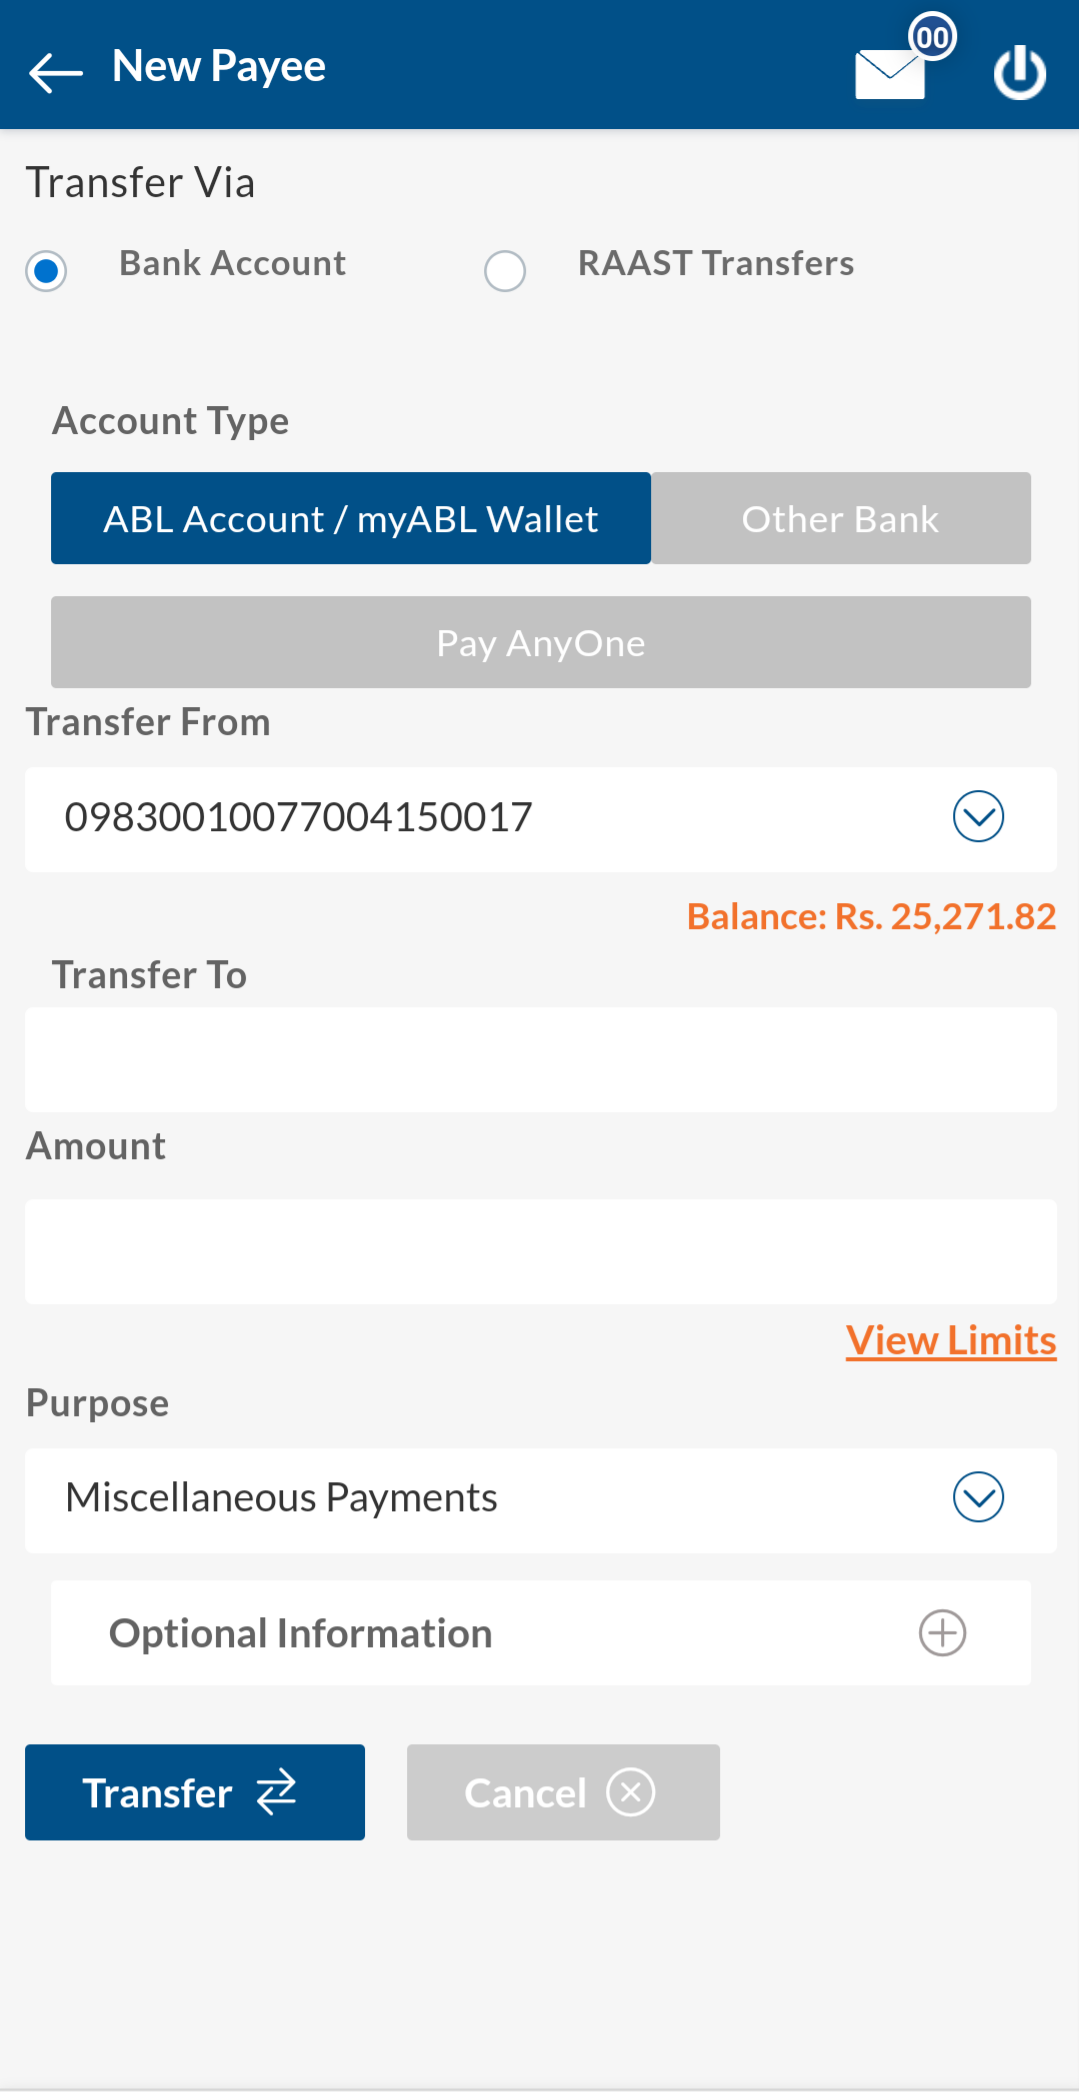 New Payee
00
Transfer Via
Bank Account
RAAST Transfers
Account Type
ABL Account / myABL Wallet
Other Bank
Pay AnyOne
Transfer From
09830010077004150017
Balance: Rs. 25,271.82
Transfer To
Amount
View Limits
Purpose
Miscellaneous Payments
Optional Information
Transfer
Cancel